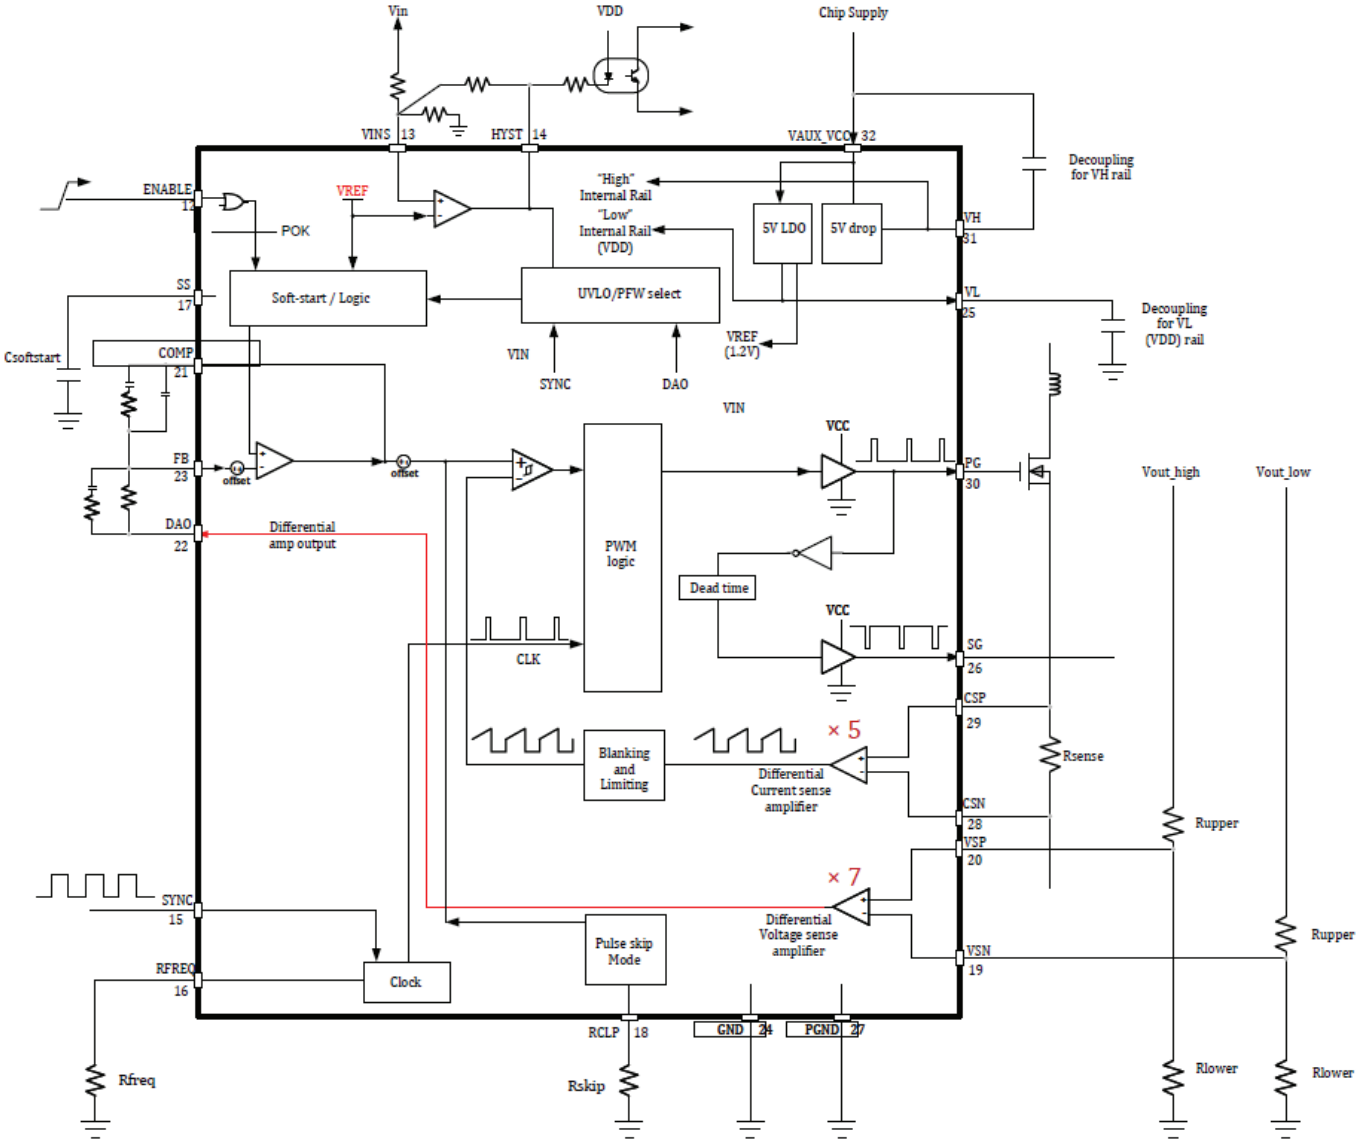 Vin
VDD
Chip Supply
VINS 13
HYST 14
VAUX_VCC 32
Decoupling
for VH rail
ENABLE
12
VREF
"High"
Internal Rail
"Low"
Internal Rail
(VDD)
5V LDO
5V drop
VH
31
POK
SS
17
Soft-start / Logic
UVLO/PFW select
VL
25
Decoupling
for VL
(VDD) rail
VREF
(1.2V)
VIN
SYNC
DAO
Csoftstart
COMP
21
VIN
VCC
FB
23
offset
offset
PG
30
Vout_high
Vout_low
DAO
22
Differential
amp output
PWM
logic
Dead time
VCC
CLK
SG
26
CSP
29
× 5
Blanking
and
Limiting
Differential
Current sense
amplifier
Rsense
CSN
28
Rupper
VSP
20
× 7
SYNC
15
Differential
Voltage sense
amplifier
Pulse skip
Mode
Rupper
VSN
19
RFREQ
16
Clock
RCLP 18
GND 24
PGND 27
Rfreq
Rskip
Rlower
Rlower